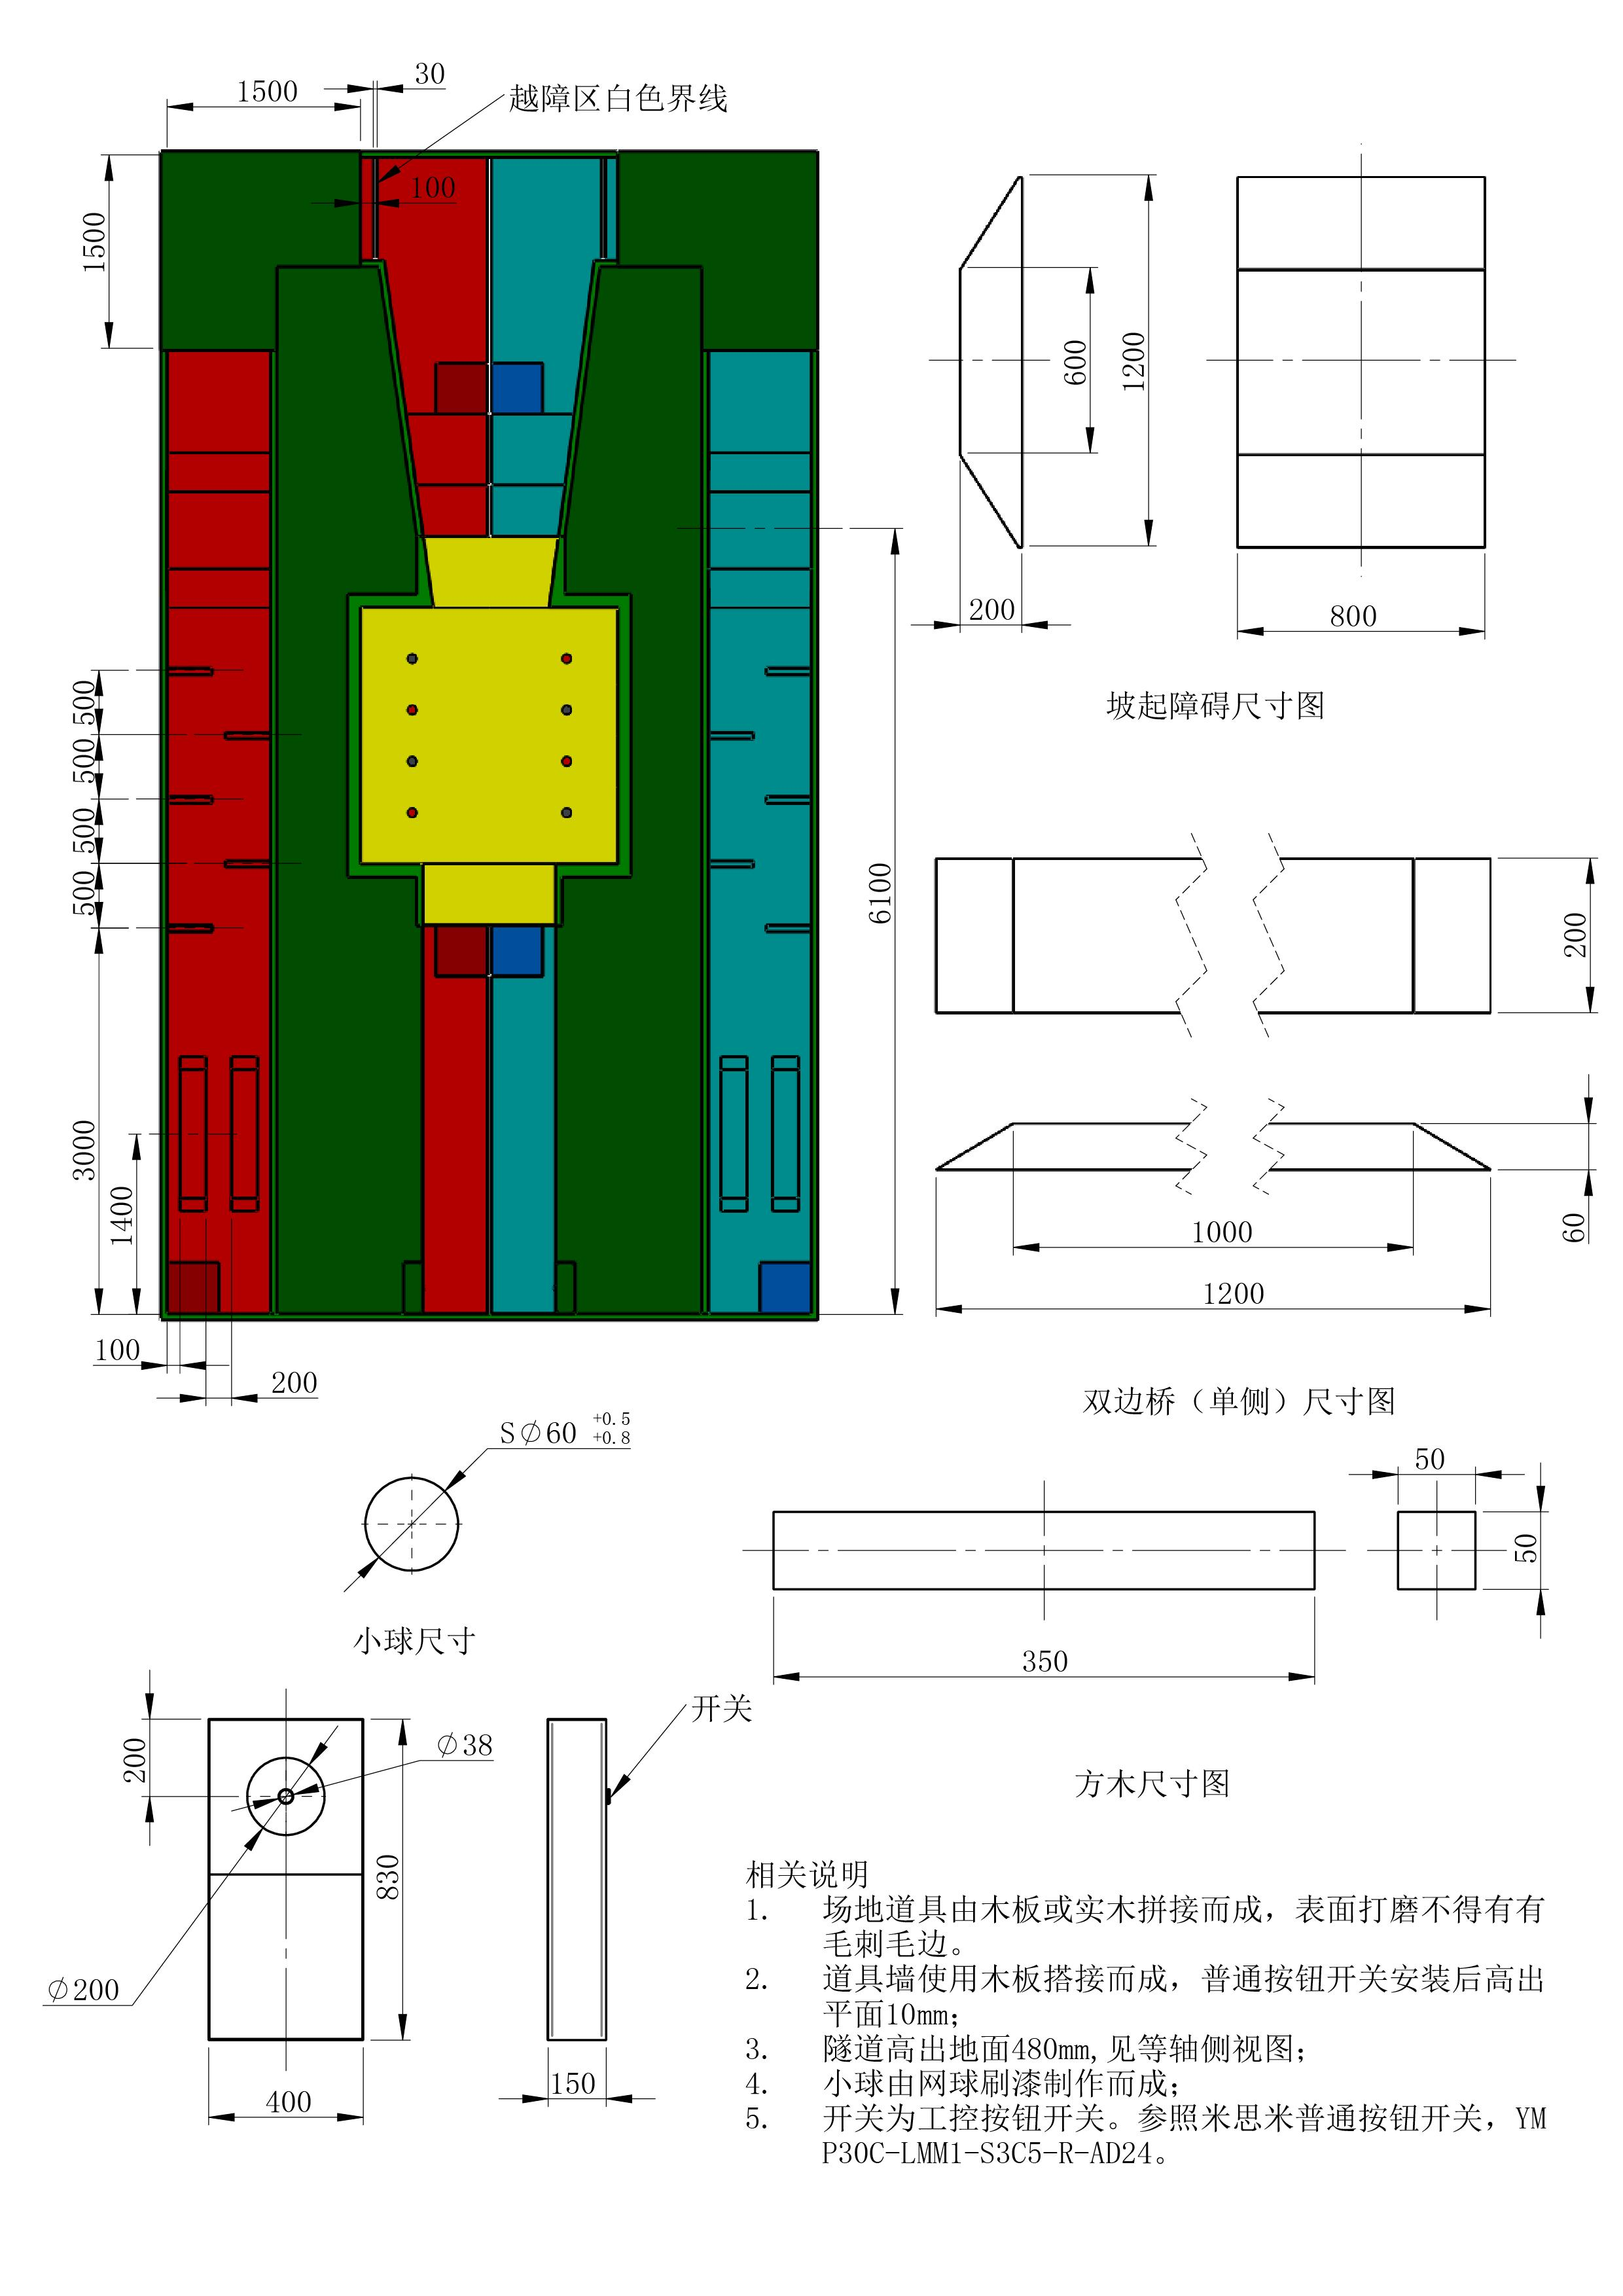 30
1500
越障区白色界线
100
1500
600
1200
200
800
坡起障碍尺寸图
500
500
500
500
6100
200
3000
1400
60
1000
1200
100
200
双边桥（单侧）尺寸图
SØ60 +0.5 +0.8
50
50
小球尺寸
350
开关
200
Ø38
方木尺寸图
830
Ø200
400
150
相关说明
1. 场地道具由木板或实木拼接而成，表面打磨不得有有
毛刺毛边。
2. 道具墙使用木板搭接而成，普通按钮开关安装后高出
平面10mm；
3. 隧道高出地面480mm,见等轴侧视图；
4. 小球由网球刷漆制作而成；
5. 开关为工控按钮开关。参照米思米普通按钮开关，YM
P30C-LMM1-S3C5-R-AD24。